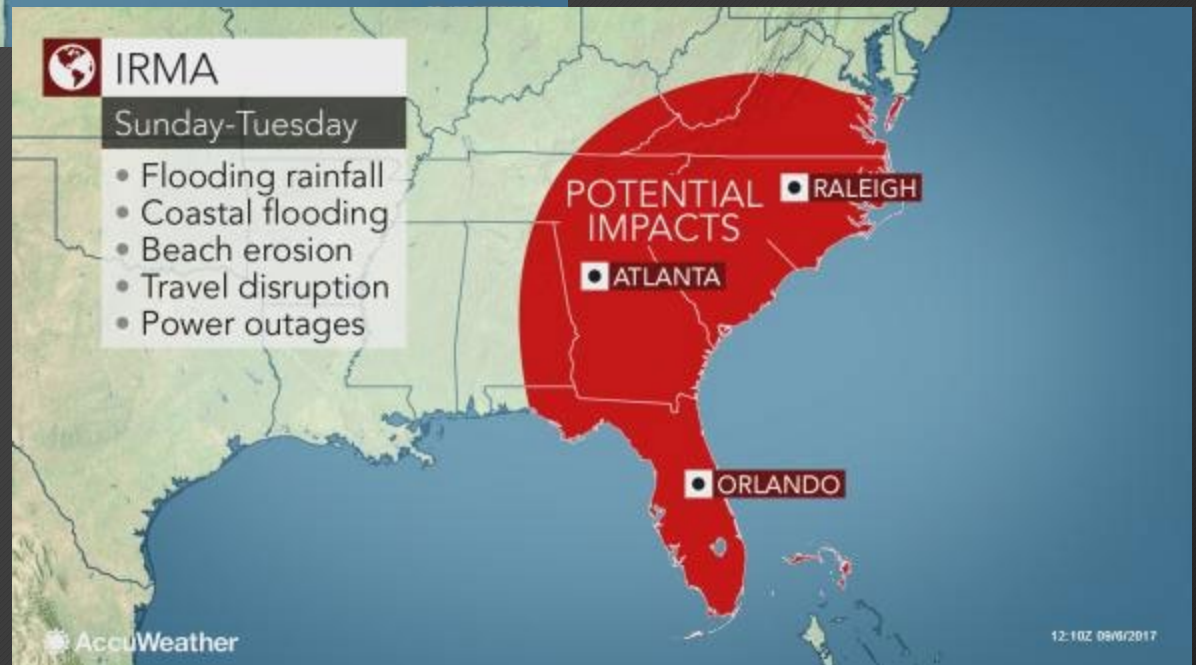 IRMA
Sunday-Tuesday
• Flooding rainfall
• Coastal flooding
• Beach erosion
• Travel disruption
• Power outages
POTENTIAL
IMPACTS
RALEIGH
ATLANTA
ORLANDO
AccuWeather
12:10Z 09/6/2017